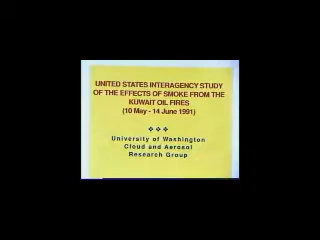 UNITED STATES INTERAGENCY STUDY
OF THE EFFECTS OF SMOKE FROM THE
KUWAIT OIL FIRES
(10 May - 14 June 1991)
❖ ❖ ❖
University of Washington
Cloud and Aerosol
Research Group